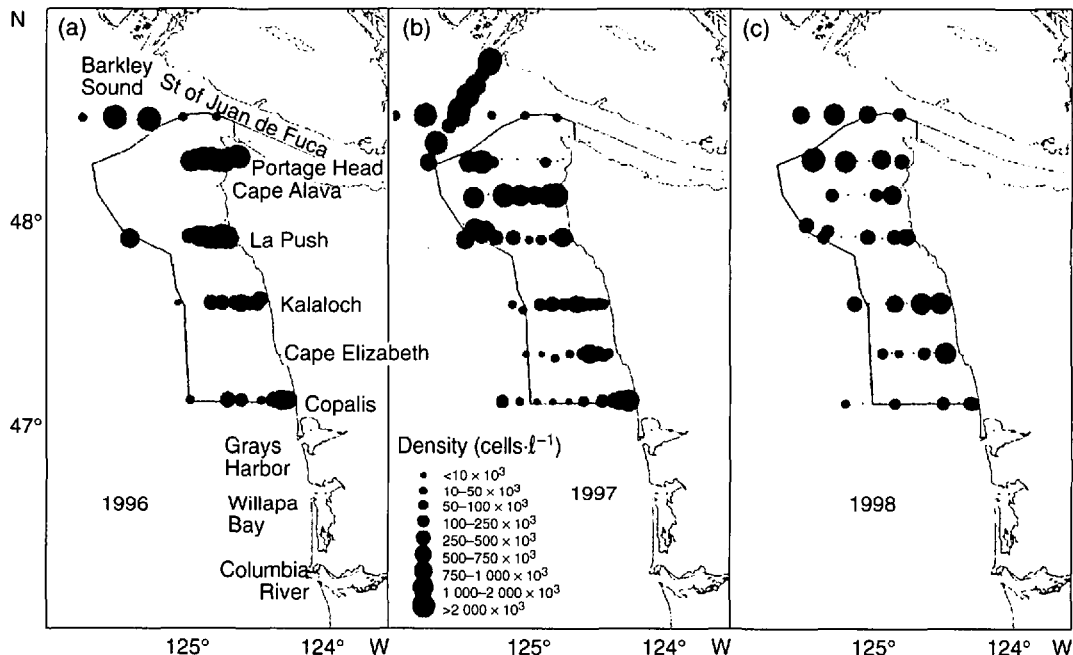 N
(a)
(b)
(c)
Barkley
Sound
St of Juan de Fuca
Portage Head
Cape Alava
48°
La Push
Kalaloch
Cape Elizabeth
Copalis
47°
Grays
Harbor
Willapa
Bay
Columbia
River
1996
1997
1998
Density (cells·ℓ⁻¹)
<10 × 10³
10–50 × 10³
50–100 × 10³
100–250 × 10³
250–500 × 10³
500–750 × 10³
750–1 000 × 10³
1 000–2 000 × 10³
>2 000 × 10³
125° 124° W
125° 124° W
125° 124° W